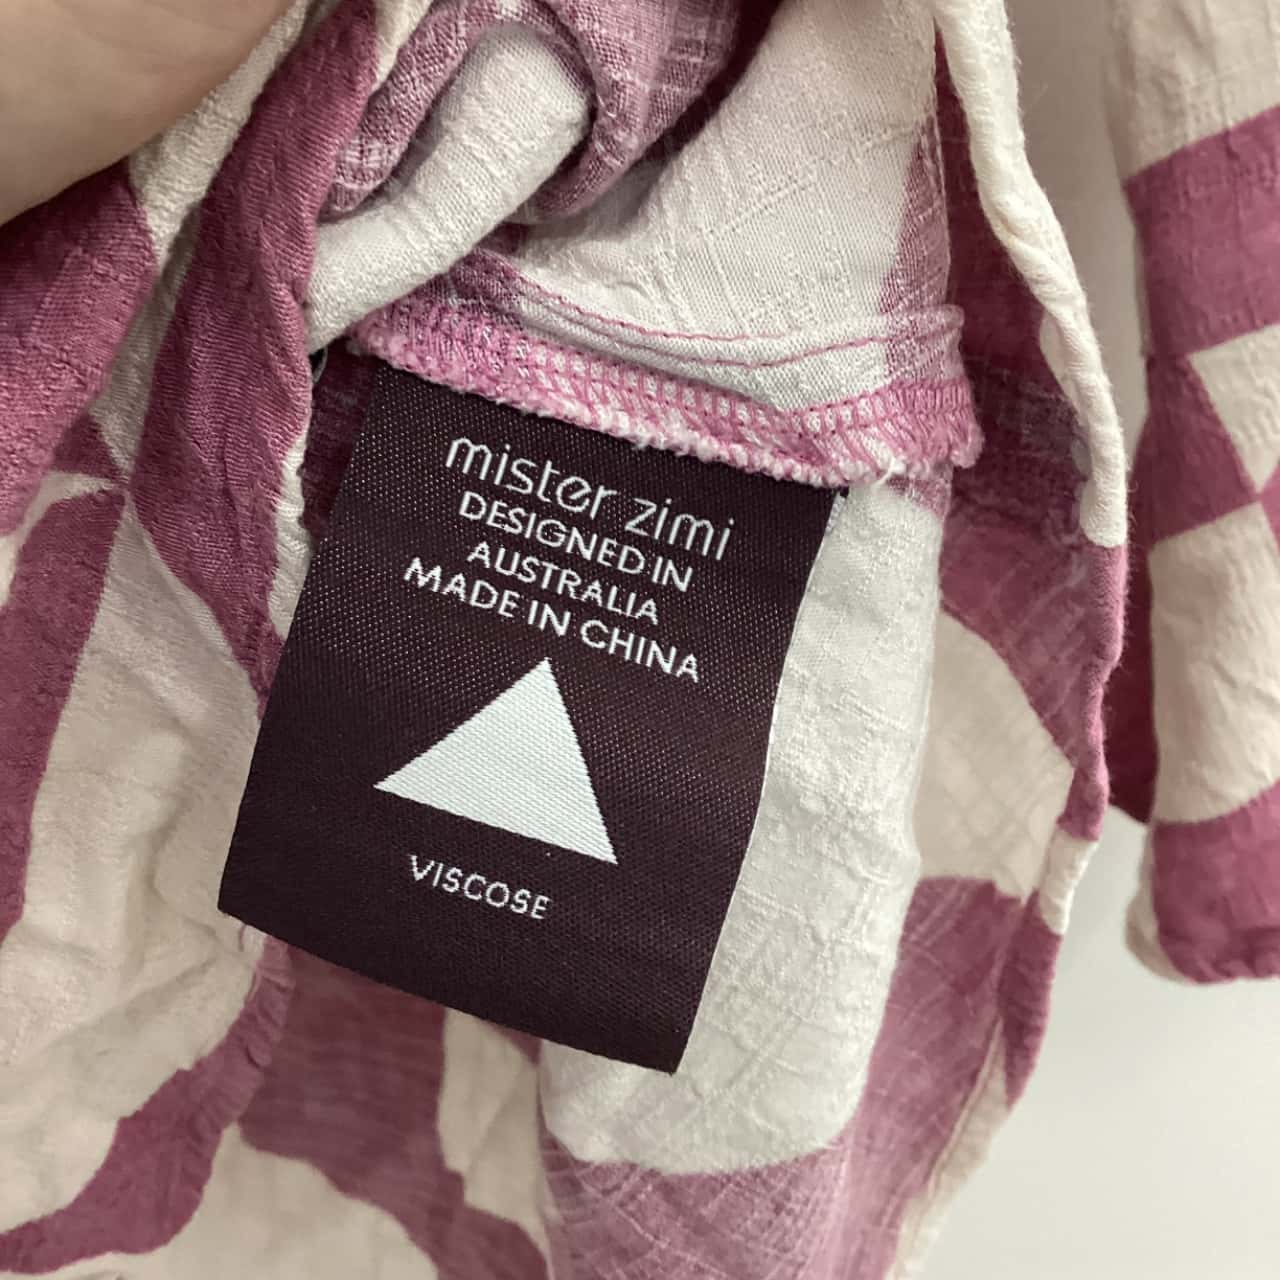 mister zimi
DESIGNED IN
AUSTRALIA
MADE IN CHINA
VISCOSE